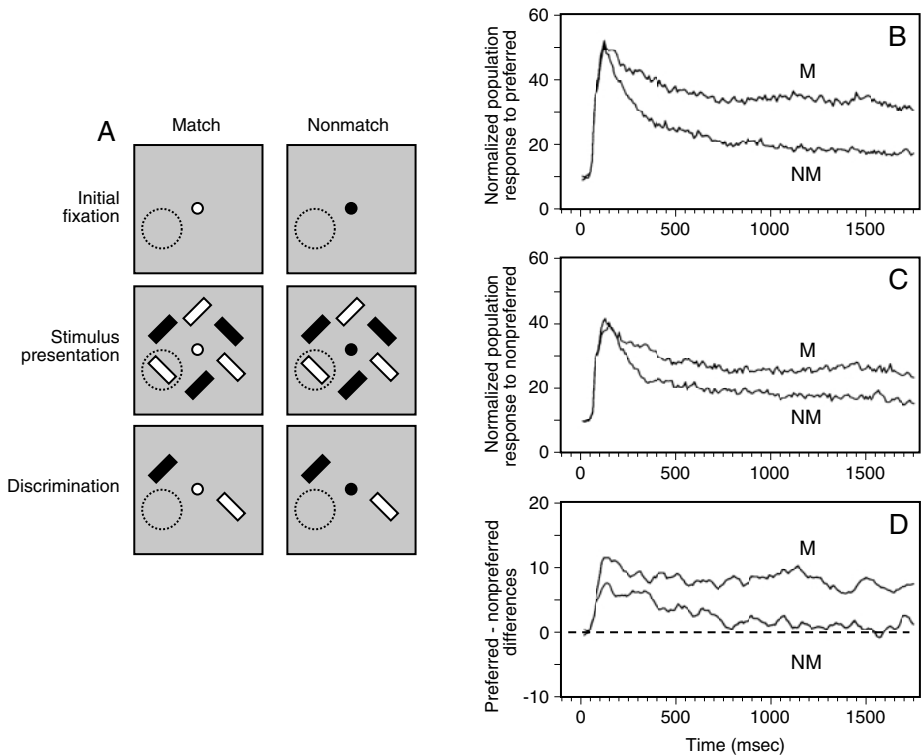 A
Match
Nonmatch
Initial
fixation
Stimulus
presentation
Discrimination
B
Normalized population
response to preferred
60
40
20
0
M
NM
0
500
1000
1500
C
Normalized population
response to nonpreferred
60
40
20
0
M
NM
0
500
1000
1500
D
Preferred - nonpreferred
differences
20
10
0
-10
M
NM
0
500
1000
1500
Time (msec)